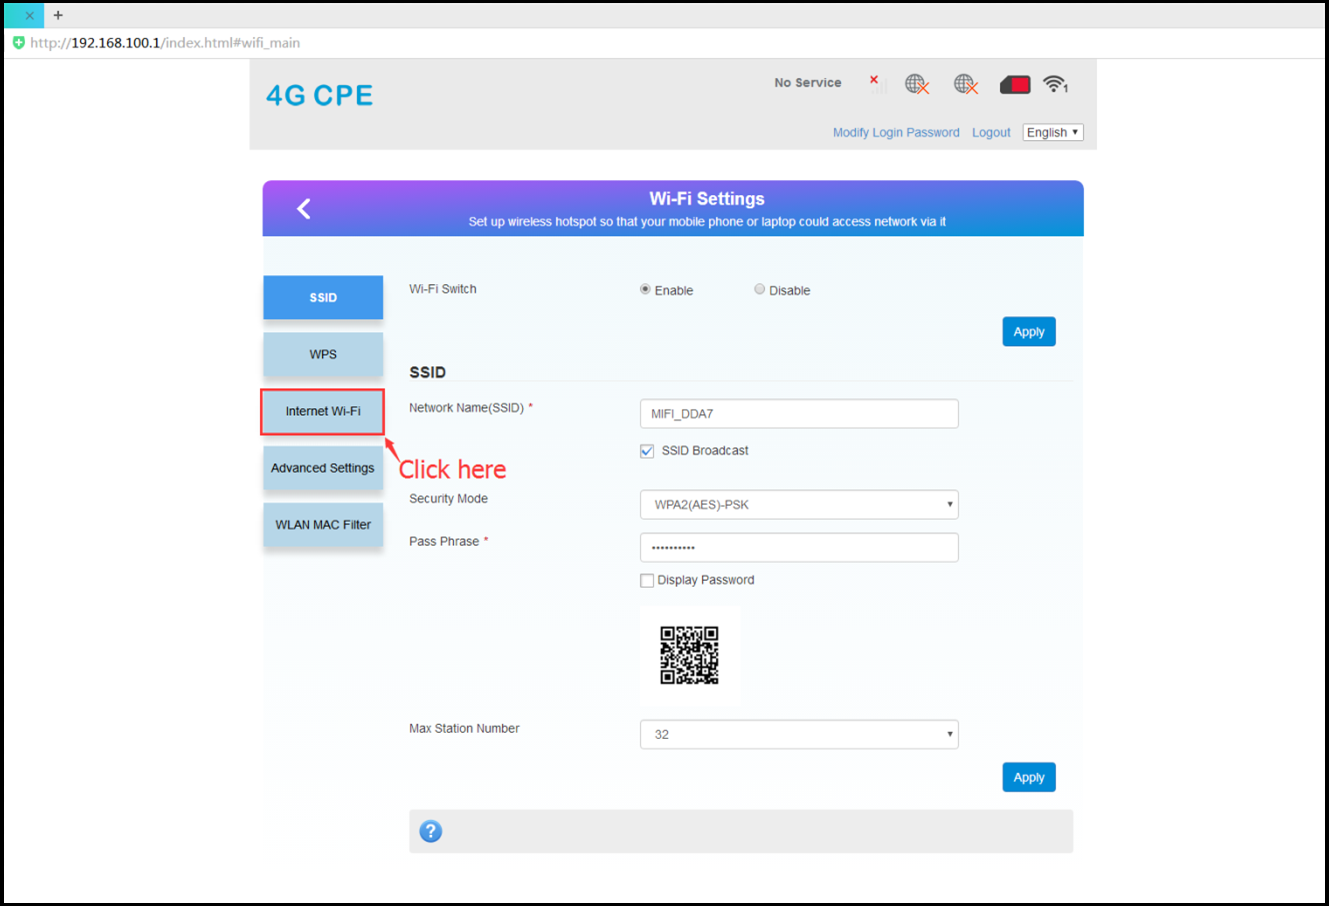 × +
http://192.168.100.1/index.html#wifi_main
4G CPE
No Service
1
Modify Login Password Logout English
Wi-Fi Settings
Set up wireless hotspot so that your mobile phone or laptop could access network via it
SSID
Wi-Fi Switch
Enable
Disable
Apply
WPS
SSID
Internet Wi-Fi
Network Name(SSID) *
MIFI_DDA7
SSID Broadcast
Advanced Settings
Click here
Security Mode
WPA2(AES)-PSK
WLAN MAC Filter
Pass Phrase *
••••••••••
Display Password
Max Station Number
32
Apply
?